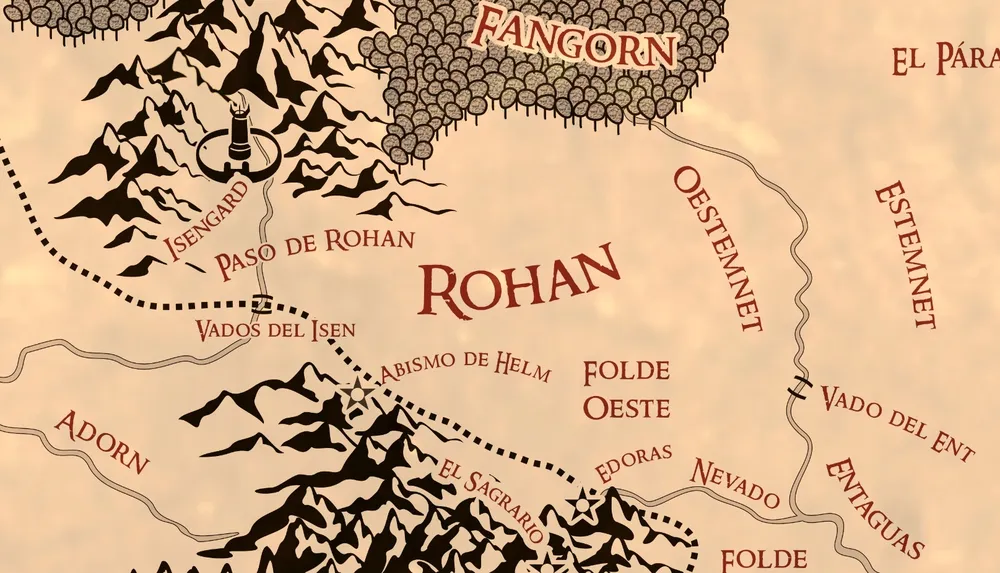 FANGORN
EL PÁRA
ISENGARD
PASO DE ROHAN
ROHAN
OESTEMNET
ESTEMNET
VADOS DEL ISEN
ABISMO DE HELM
FOLDE
OESTE
VADO DEL ENT
ADORN
EL SAGRARIO
EDORAS
NEVADO
ENTAGUAS
FOLDE